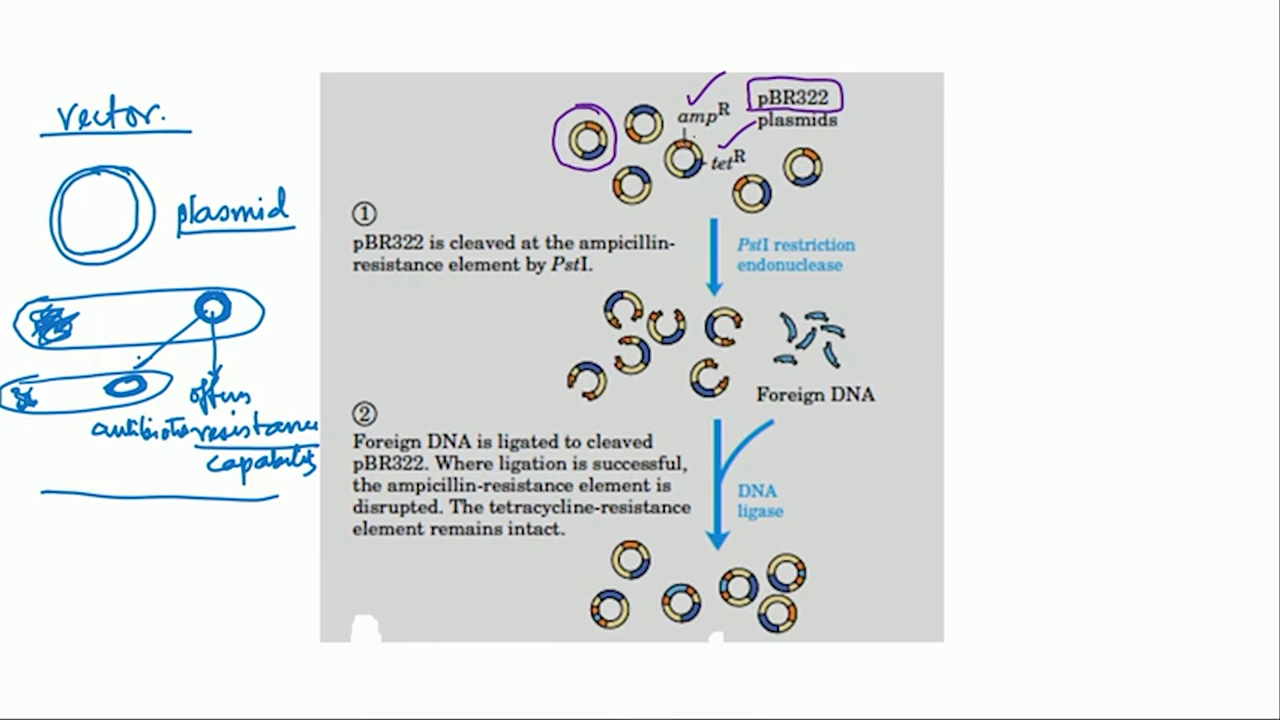 vector.
plasmid
offers
antibiotic resistance
capability
ampR
pBR322
plasmids
tetR
①
pBR322 is cleaved at the ampicillin-
resistance element by PstI.
PstI restriction
endonuclease
Foreign DNA
②
Foreign DNA is ligated to cleaved
pBR322. Where ligation is successful,
the ampicillin-resistance element is
disrupted. The tetracycline-resistance
element remains intact.
DNA
ligase